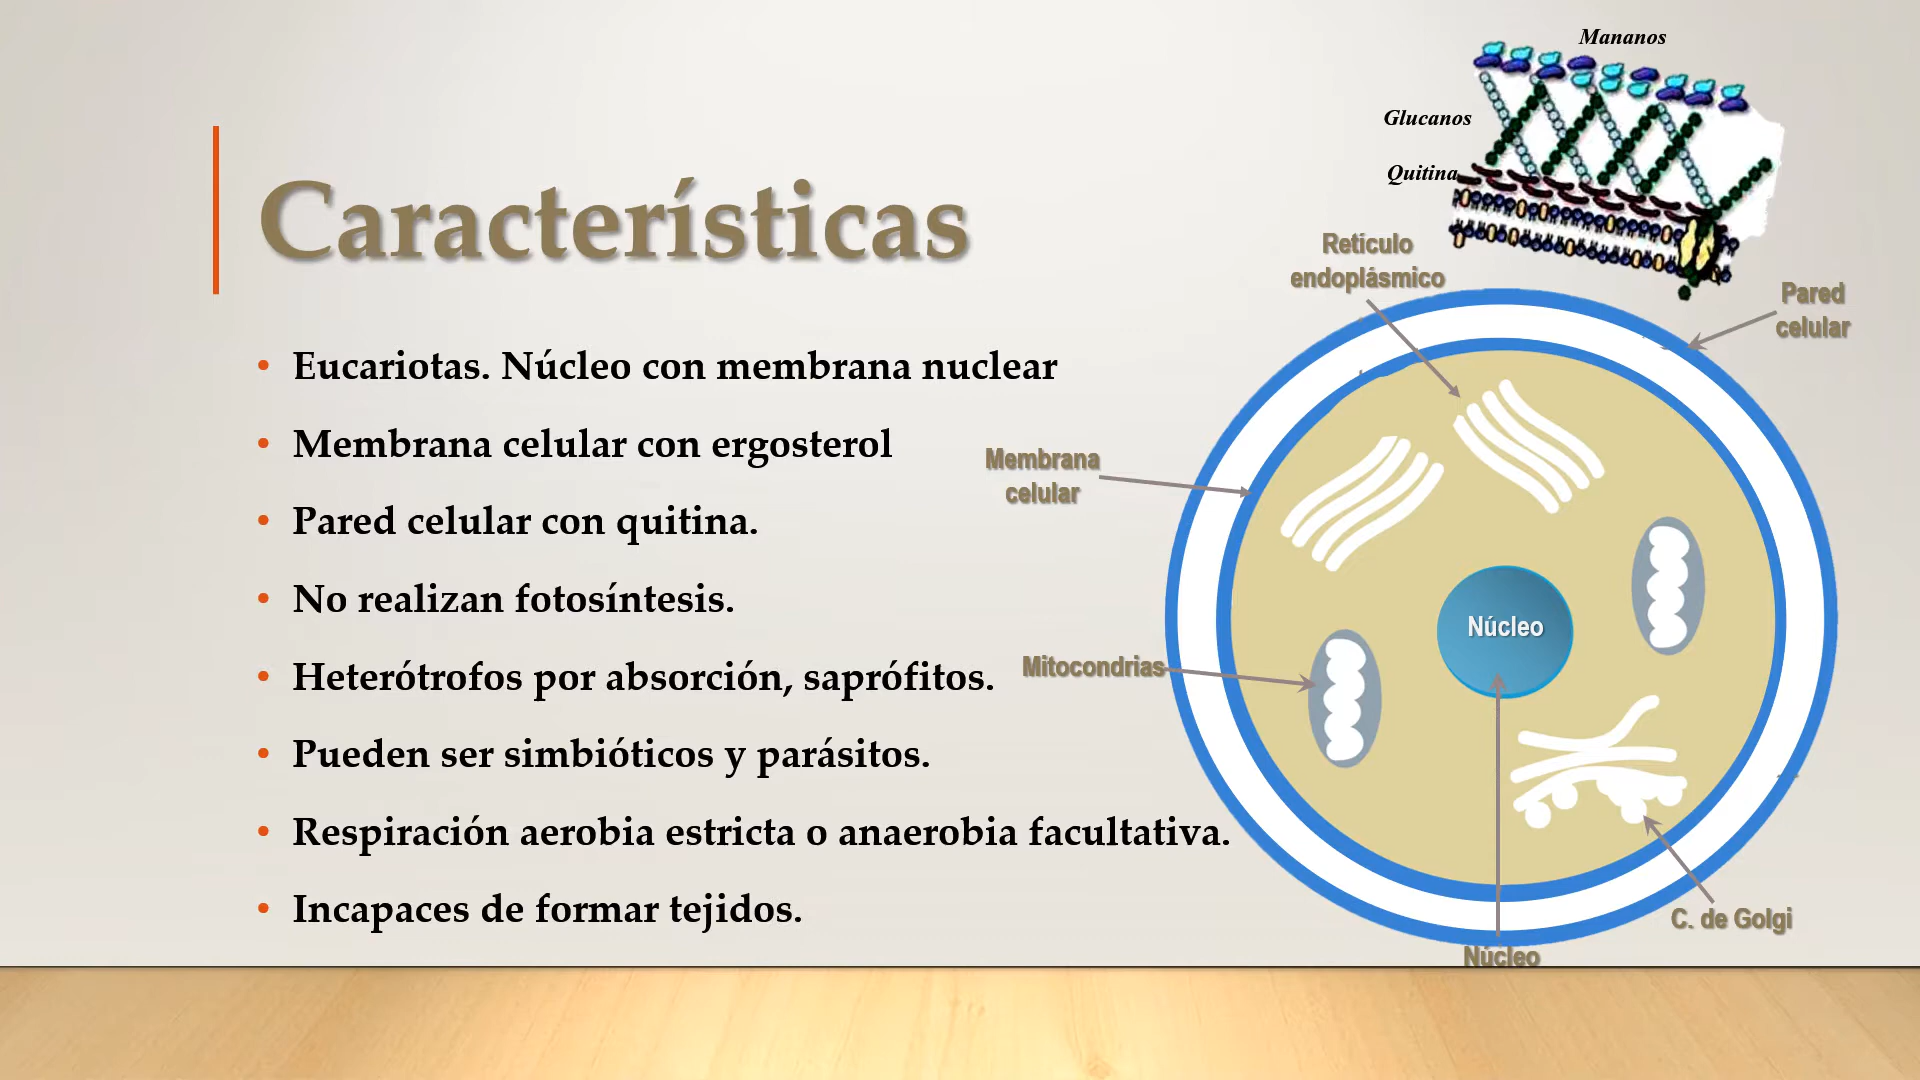 Características
• Eucariotas. Núcleo con membrana nuclear
• Membrana celular con ergosterol
• Pared celular con quitina.
• No realizan fotosíntesis.
• Heterótrofos por absorción, saprófitos.
• Pueden ser simbióticos y parásitos.
• Respiración aerobia estricta o anaerobia facultativa.
• Incapaces de formar tejidos.
Mananos
Glucanos
Quitina
Retículo
endoplásmico
Pared
celular
Membrana
celular
Núcleo
Mitocondrias
C. de Golgi
Núcleo